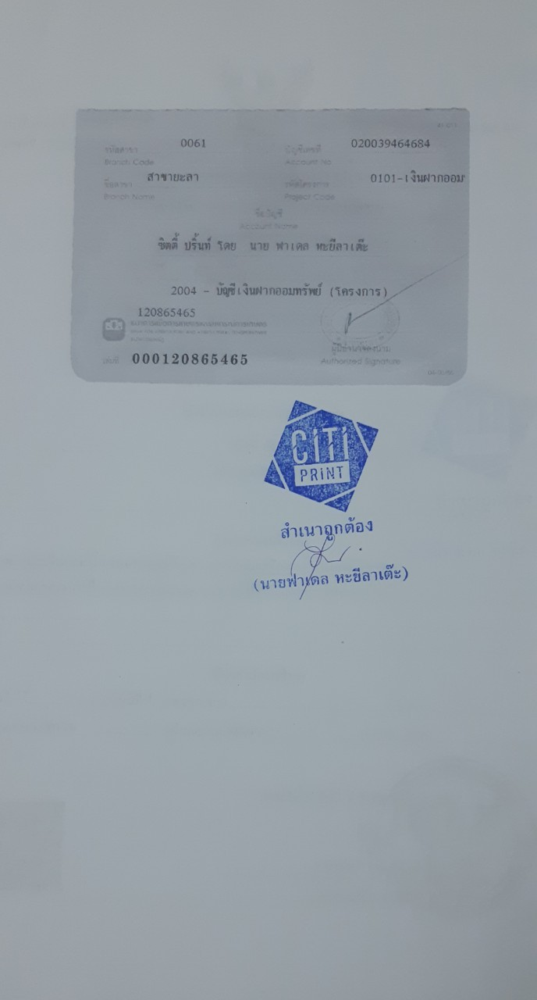 รหัสสาขา 0061 บัญชีเลขที่ 020039464684
Branch Code Account No
ชื่อสาขา สาขายะลา รหัสโครงการ 0101-เงินฝากออม
Branch Name Project Code
ชื่อบัญชี
Account Name
ซิตตี้ ปริ้นท์ โดย นาย ฟาเดล หะยีลาเต๊ะ
2004 - บัญชีเงินฝากออมทรัพย์ (โครงการ)
120865465
ธกส
ผู้มีอำนาจลงนาม
เล่มที่ 000120865465 Authorized Signature
CITI
PRINT
สำเนาถูกต้อง
(นายฟาเดล หะยีลาเต๊ะ)